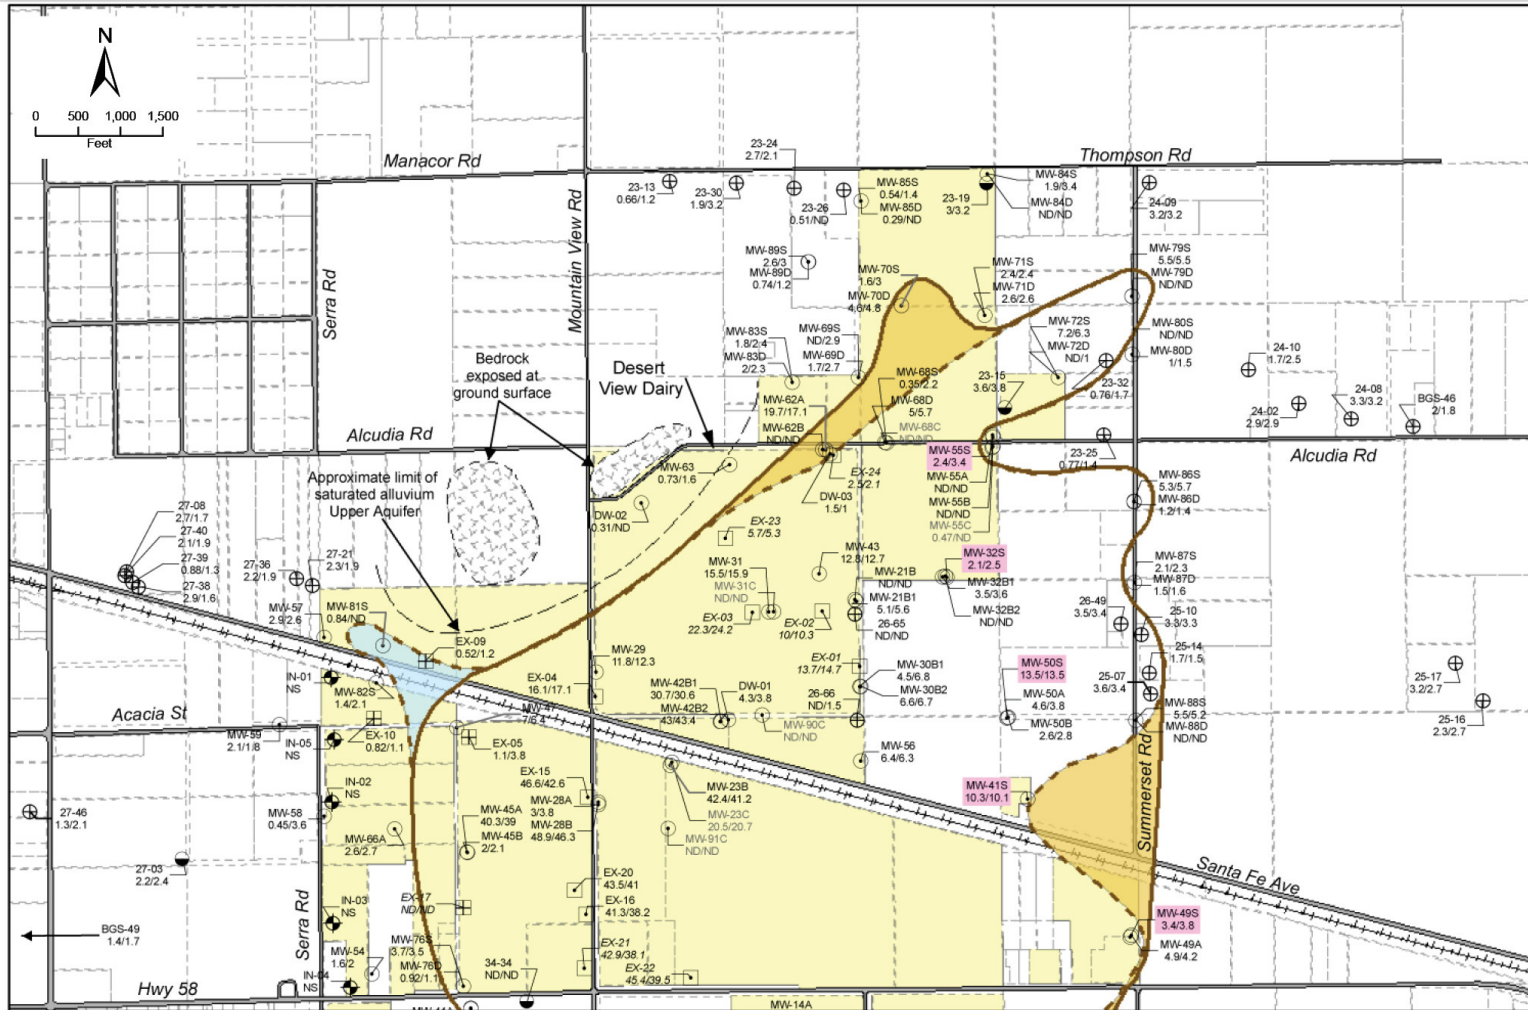 N
0 500 1,000 1,500
Feet
Manacor Rd
Thompson Rd
23-24
2.7/2.1
23-13
0.66/1.2
23-30
1.9/3.2
23-26
0.51/ND
MW-85S
0.54/1.4
MW-85D
0.29/ND
23-19
3/3.2
MW-84S
1.9/3.4
MW-84D
ND/ND
24-09
3.2/3.2
Mountain View Rd
Serra Rd
MW-89S
2.6/3
MW-89D
0.74/1.2
MW-70S
1.6/3
MW-70D
4.6/4.8
MW-71S
2.4/2.4
MW-71D
2.6/2.6
MW-79S
5.5/5.5
MW-79D
ND/ND
MW-72S
7.2/6.3
MW-72D
ND/1
MW-80S
ND/ND
MW-80D
1/1.5
MW-83S
1.8/2.4
MW-83D
2/2.3
MW-69S
ND/2.9
MW-69D
1.7/2.7
24-10
1.7/2.5
Bedrock
exposed at
ground surface
Desert
View Dairy
MW-68S
0.35/2.2
MW-68D
5/5.7
MW-68C
ND/ND
23-15
3.6/3.8
23-32
0.76/1.7
24-08
3.3/3.2
BGS-46
2/1.8
24-02
2.9/2.9
MW-62A
19.7/17.1
MW-62B
ND/ND
Alcudia Rd
Alcudia Rd
23-25
0.77/1.4
MW-55S
2.4/3.4
MW-55A
ND/ND
MW-55B
ND/ND
MW-55C
0.47/ND
MW-63
0.73/1.6
EX-24
2.5/2.1
DW-03
1.5/1
MW-86S
5.3/5.7
MW-86D
1.2/1.4
Approximate limit of
saturated alluvium
Upper Aquifer
DW-02
0.31/ND
EX-23
5.7/5.3
27-08
2.7/1.7
27-40
2.1/1.9
27-39
0.88/1.3
27-38
2.9/1.6
27-36
2.2/1.9
27-21
2.3/1.9
MW-31
15.5/15.9
MW-31C
ND/ND
MW-43
12.8/12.7
MW-21B
ND/ND
MW-21B1
5.1/5.6
26-65
ND/ND
MW-32S
2.1/2.5
MW-32B1
3.5/3.6
MW-32B2
ND/ND
MW-87S
2.1/2.3
MW-87D
1.5/1.6
26-49
3.5/3.4
25-10
3.3/3.3
25-14
1.7/1.5
MW-57
2.9/2.6
MW-81S
0.84/ND
EX-09
0.52/1.2
EX-03
22.3/24.2
EX-02
10/10.3
EX-01
13.7/14.7
MW-29
11.8/12.3
EX-04
16.1/17.1
MW-30B1
4.5/6.8
MW-30B2
6.6/6.7
26-66
ND/1.5
MW-50S
13.5/13.5
MW-50A
4.6/3.8
MW-50B
2.6/2.8
25-07
3.6/3.4
MW-88S
5.5/5.2
MW-88D
ND/ND
25-17
3.2/2.7
25-16
2.3/2.7
IN-01
NS
MW-82S
1.4/2.1
EX-10
0.82/1.1
MW-42B1
30.7/30.6
MW-42B2
43/43.4
DW-01
4.3/3.8
MW-90C
ND/ND
MW-47
7/6.4
Acacia St
MW-59
2.1/1.8
IN-05
NS
EX-05
1.1/3.8
MW-56
6.4/6.3
EX-15
46.6/42.6
MW-28A
3/3.8
MW-28B
48.9/46.3
MW-23B
42.4/41.2
MW-23C
20.5/20.7
MW-91C
ND/ND
MW-41S
10.3/10.1
Summerset Rd
IN-02
NS
27-46
1.3/2.1
MW-58
0.45/3.6
MW-66A
2.6/2.7
MW-45A
40.3/39
MW-45B
2/2.1
27-03
2.2/2.4
Santa Fe Ave
EX-20
43.5/41
EX-16
41.3/38.2
EX-17
ND/ND
IN-03
NS
Serra Rd
BGS-49
1.4/1.7
MW-49S
3.4/3.8
MW-49A
4.9/4.2
MW-54
1.6/2
MW-76S
3.7/3.5
MW-76D
0.92/1.1
EX-21
42.9/38.1
EX-22
45.4/39.5
34-34
ND/ND
IN-04
NS
Hwy 58
MW-14A